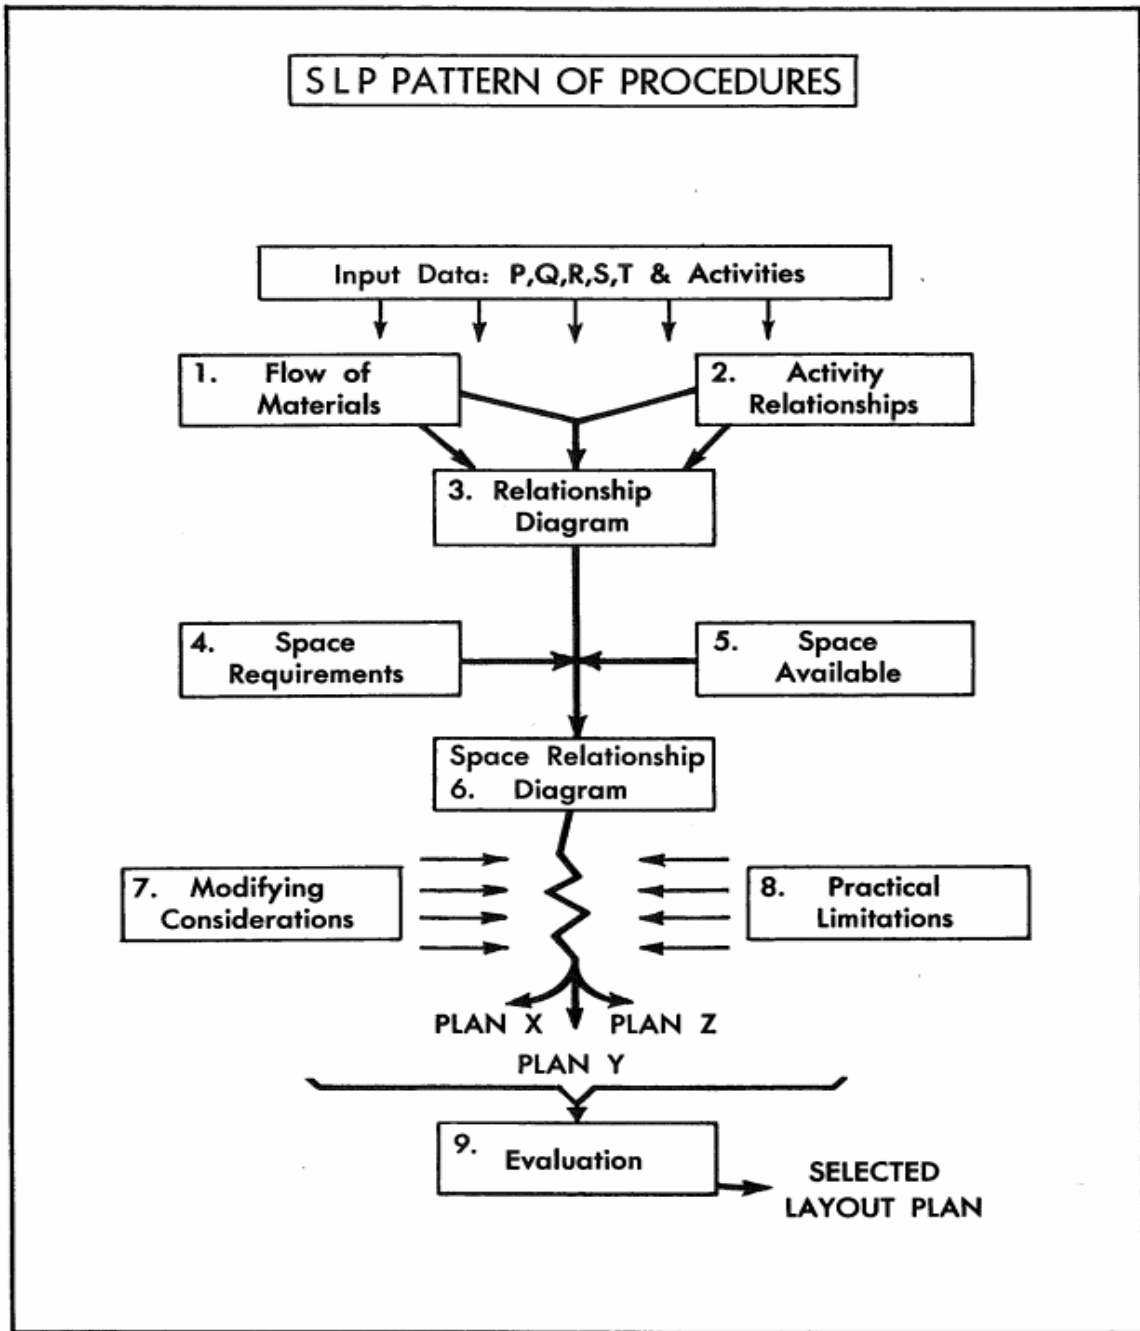 SLP PATTERN OF PROCEDURES
Input Data: P,Q,R,S,T & Activities
1. Flow of
Materials
2. Activity
Relationships
3. Relationship
Diagram
4. Space
Requirements
5. Space
Available
Space Relationship
6. Diagram
7. Modifying
Considerations
8. Practical
Limitations
PLAN X
PLAN Z
PLAN Y
9. Evaluation
SELECTED
LAYOUT PLAN